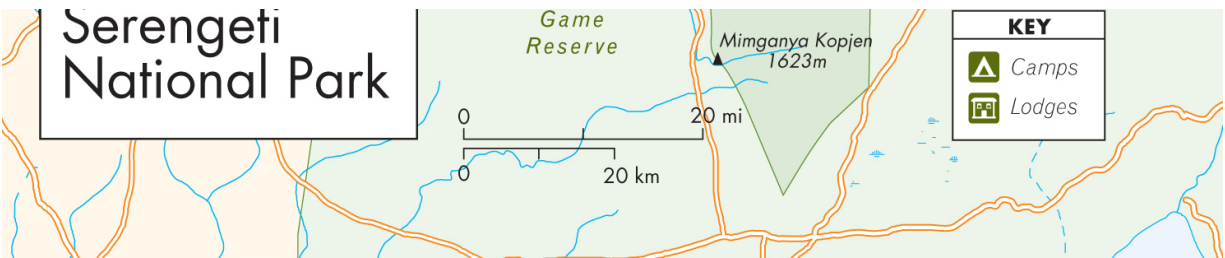 Serengeti
National Park
Game
Reserve
Mimganya Kopjen
1623m
KEY
Camps
Lodges
0 20 mi
0 20 km